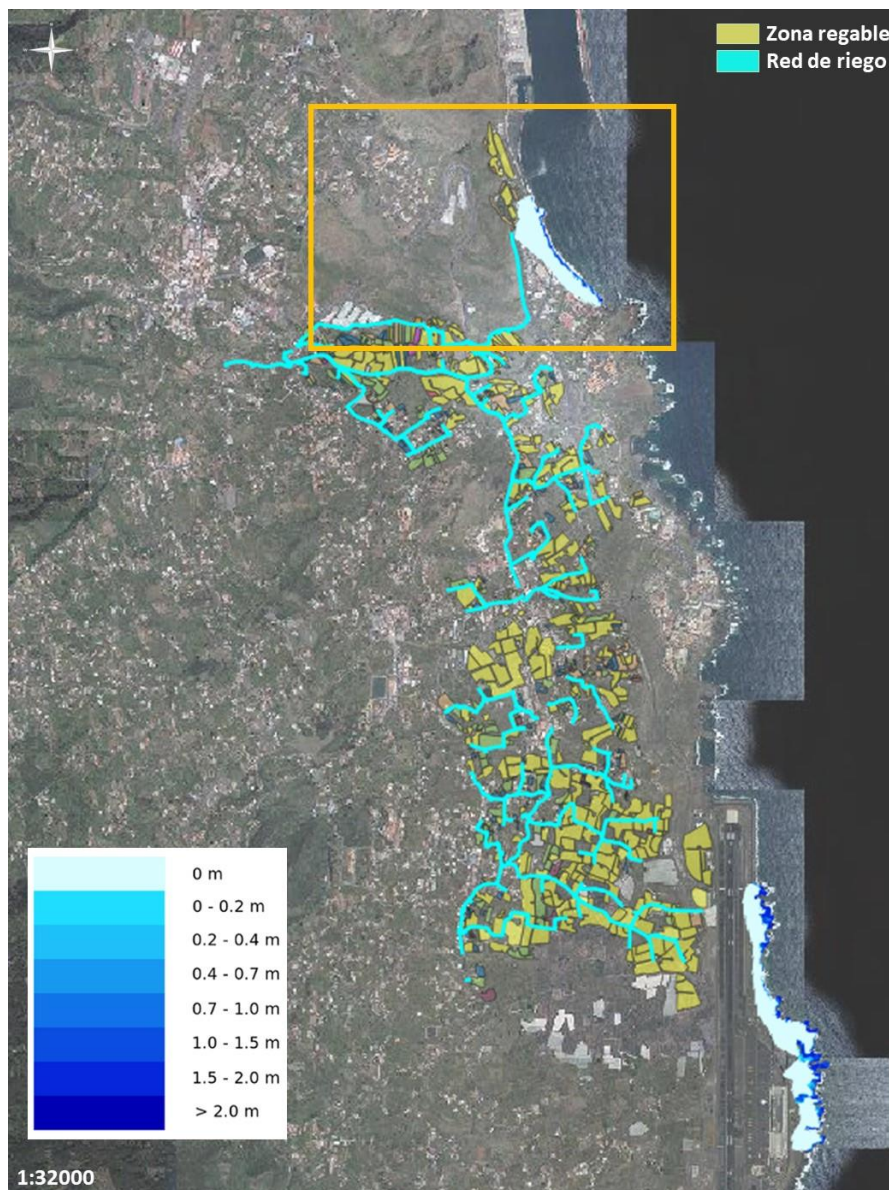 Zona regable
Red de riego
0 m
0 - 0.2 m
0.2 - 0.4 m
0.4 - 0.7 m
0.7 - 1.0 m
1.0 - 1.5 m
1.5 - 2.0 m
> 2.0 m
1:32000